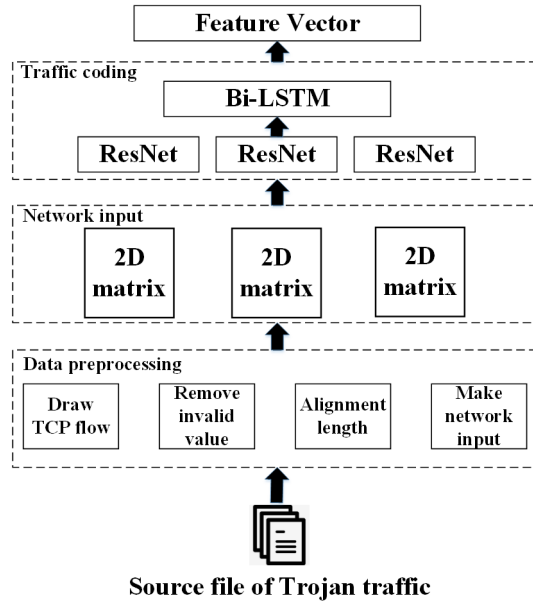 Feature Vector
Traffic coding
Bi-LSTM
ResNet
ResNet
ResNet
Network input
2D
matrix
2D
matrix
2D
matrix
Data preprocessing
Draw
TCP flow
Remove
invalid
value
Alignment
length
Make
network
input
Source file of Trojan traffic